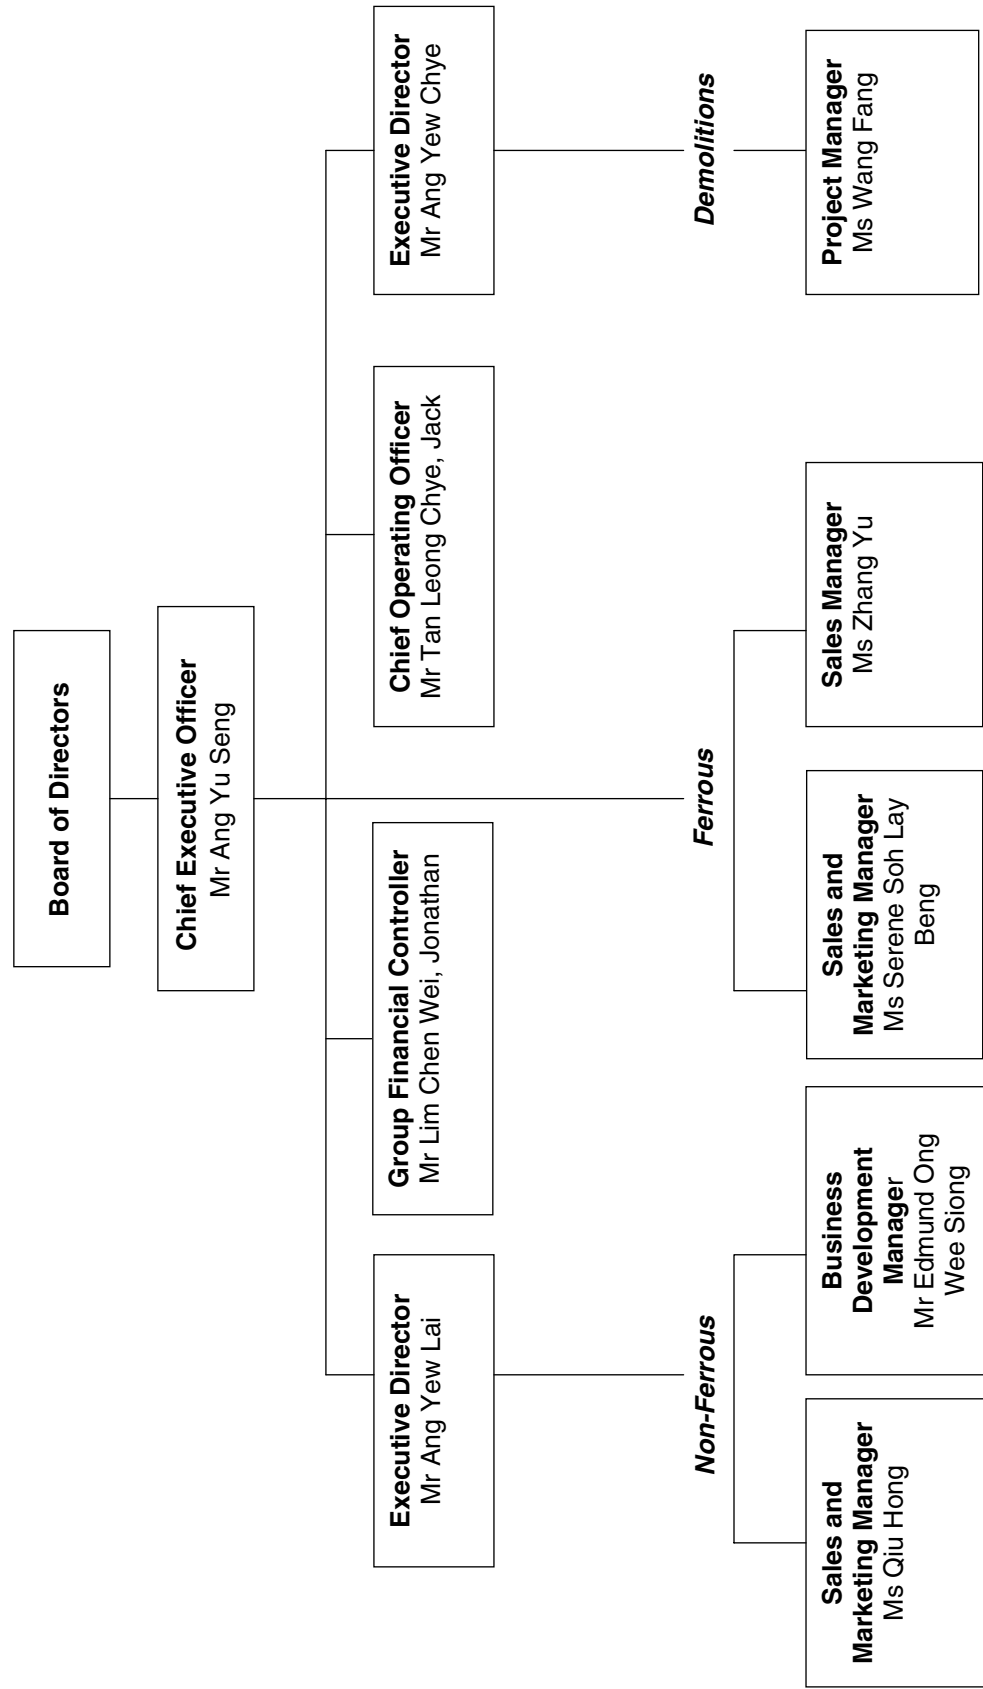 Board of Directors
Chief Executive Officer
Mr Ang Yu Seng
Executive Director
Mr Ang Yew Lai
Group Financial Controller
Mr Lim Chen Wei, Jonathan
Chief Operating Officer
Mr Tan Leong Chye, Jack
Executive Director
Mr Ang Yew Chye
Non-Ferrous
Ferrous
Demolitions
Sales and
Marketing Manager
Ms Qiu Hong
Business
Development
Manager
Mr Edmund Ong
Wee Siong
Sales and
Marketing Manager
Ms Serene Soh Lay
Beng
Sales Manager
Ms Zhang Yu
Project Manager
Ms Wang Fang